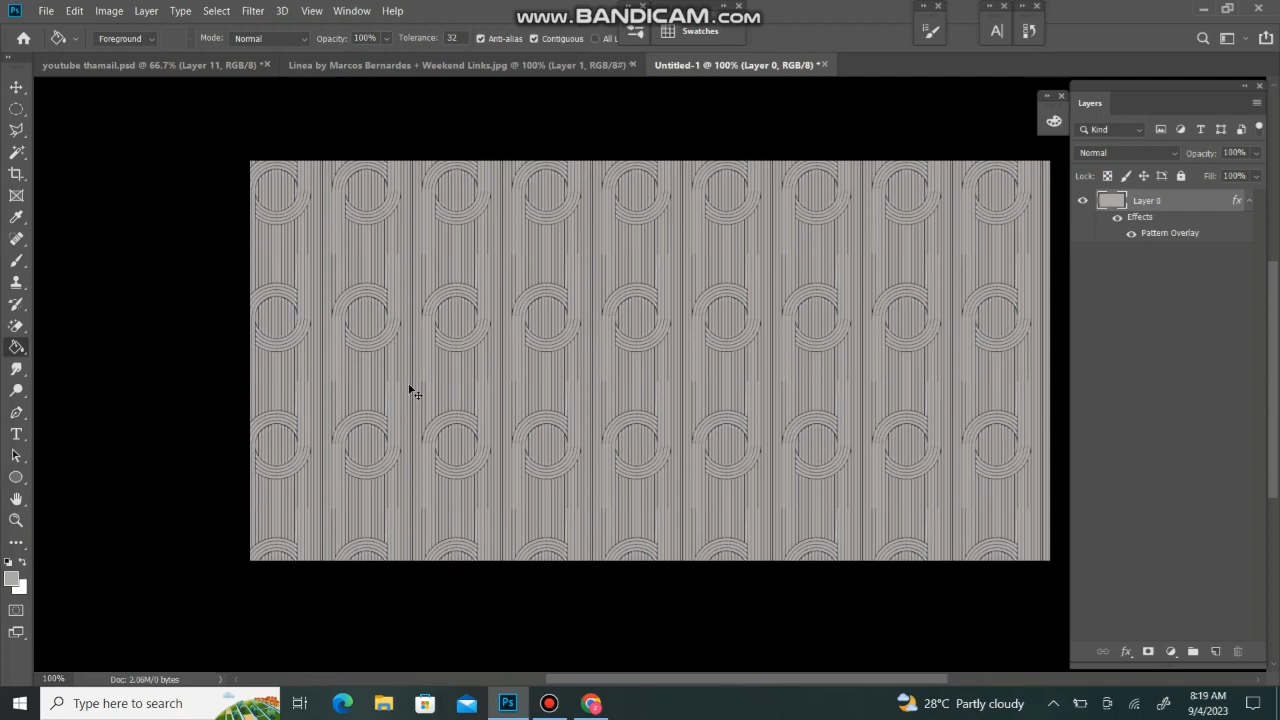 www.BANDICAM.com
Ps File Edit Image Layer Type Select Filter 3D View Window Help
Foreground Mode: Normal Opacity: 100% Tolerance: 32 Anti-alias Contiguous All L Swatches
youtube thamail.psd @ 66.7% (Layer 11, RGB/8) * × Linea by Marcos Bernardes + Weekend Links.jpg @ 100% (Layer 1, RGB/8#) * × Untitled-1 @ 100% (Layer 0, RGB/8) * ×
Layers
Kind
Normal Opacity: 100%
Lock: Fill: 100%
Layer 0 fx
Effects
Pattern Overlay
100% Doc: 2.06M/0 bytes
Type here to search
Ps
28°C Partly cloudy
8:19 AM
9/4/2023